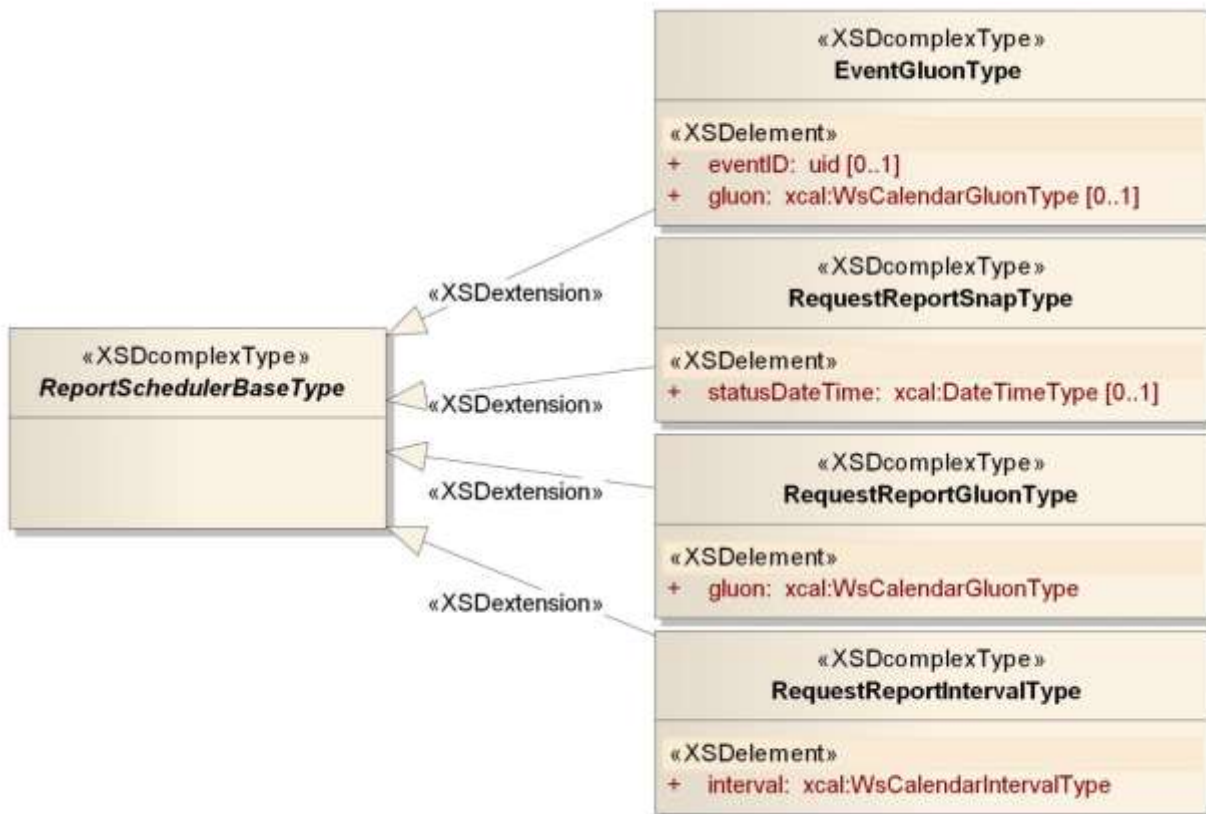 «XSDcomplexType»
EventGluonType
«XSDelement»
+ eventID: uid [0..1]
+ gluon: xcal:WsCalendarGluonType [0..1]
«XSDcomplexType»
RequestReportSnapType
«XSDelement»
+ statusDateTime: xcal:DateTimeType [0..1]
«XSDcomplexType»
RequestReportGluonType
«XSDelement»
+ gluon: xcal:WsCalendarGluonType
«XSDcomplexType»
RequestReportIntervalType
«XSDelement»
+ interval: xcal:WsCalendarIntervalType
«XSDextension»
«XSDextension»
«XSDextension»
«XSDextension»
«XSDcomplexType»
ReportSchedulerBaseType